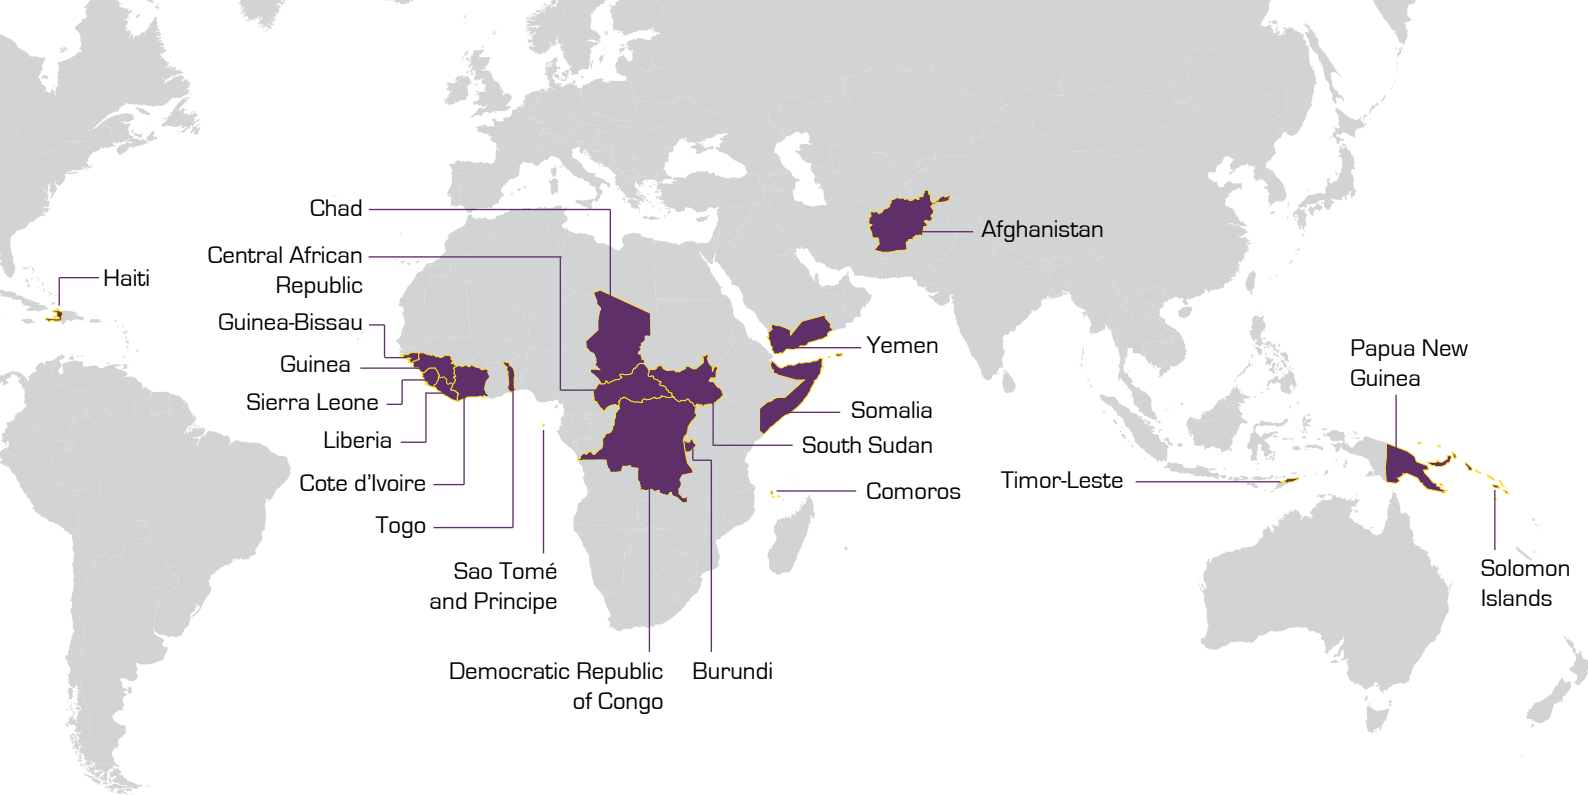 Chad
Central African
Republic
Haiti
Guinea-Bissau
Guinea
Sierra Leone
Liberia
Cote d'Ivoire
Togo
Sao Tomé
and Principe
Democratic Republic
of Congo
Burundi
Afghanistan
Yemen
Somalia
South Sudan
Comoros
Timor-Leste
Papua New
Guinea
Solomon
Islands